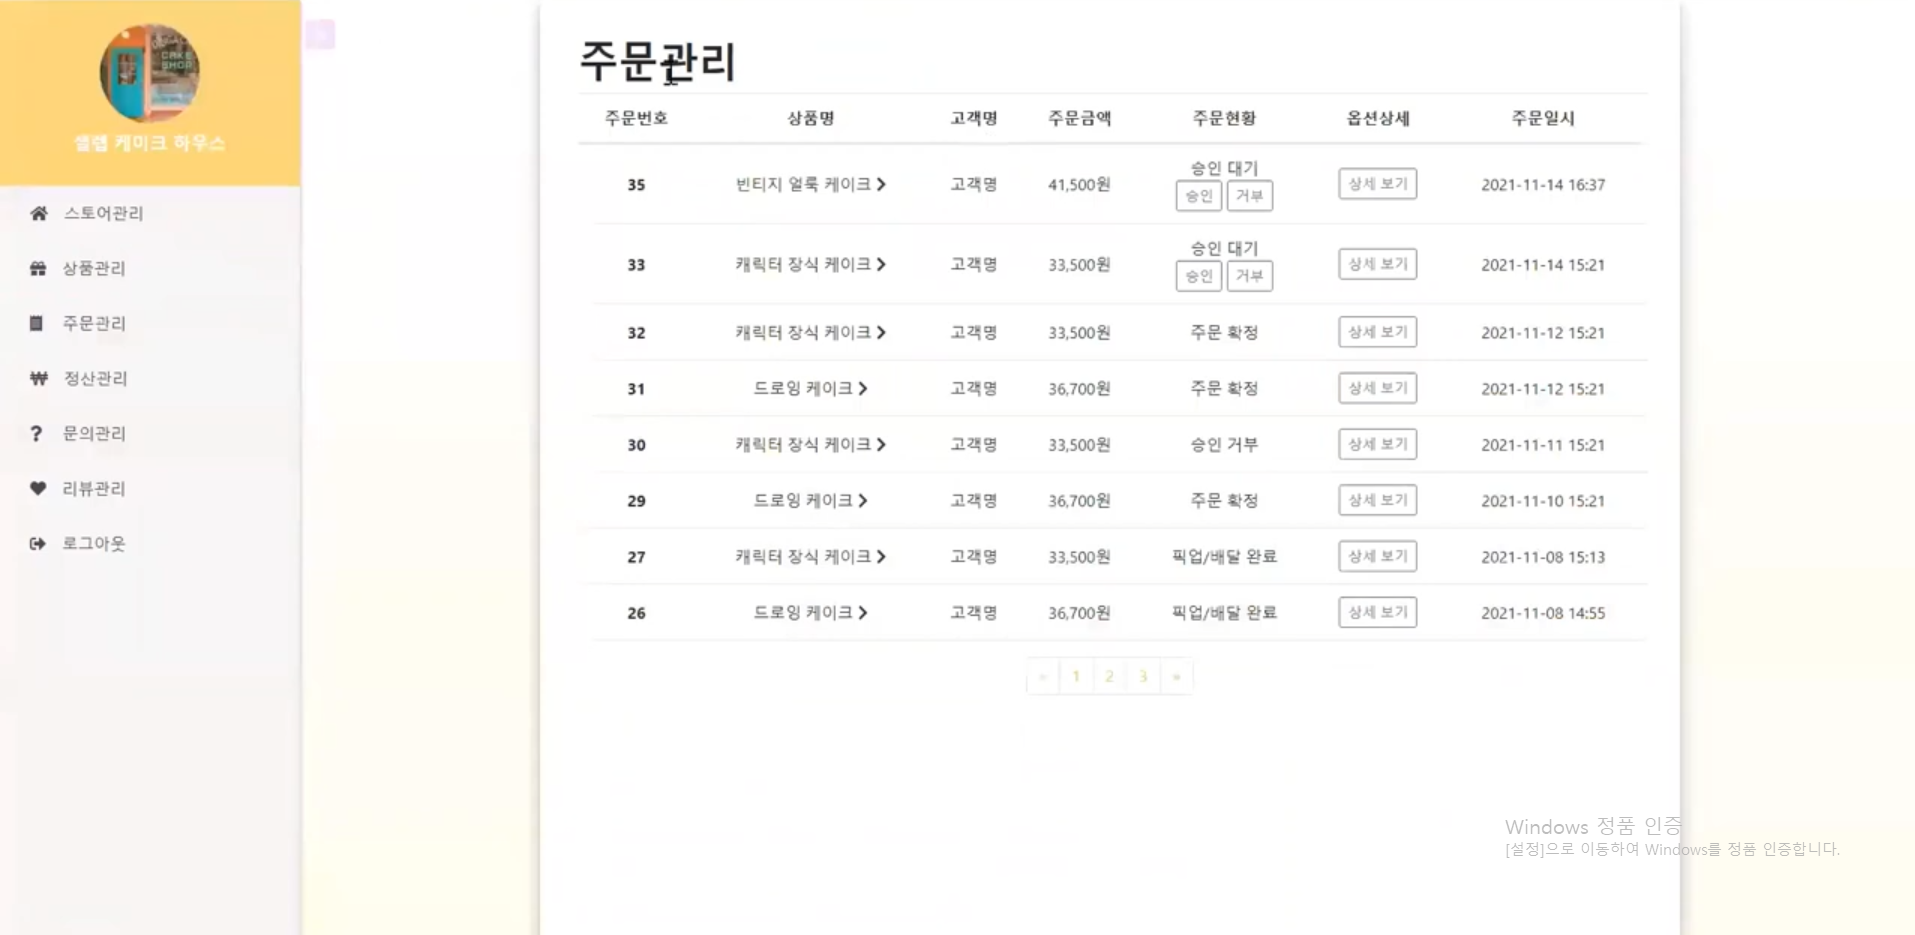 CAKE
SHOP
셀렙 케미크 하우스
스토어관리
상품관리
주문관리
정산관리
문의관리
리뷰관리
로그아웃
주문관리
주문번호 상품명 고객명 주문금액 주문현황 옵션상세 주문일시
35 빈티지 얼룩 케이크 고객명 41,500원 승인 대기 승인 거부 상세 보기 2021-11-14 16:37
33 캐릭터 장식 케이크 고객명 33,500원 승인 대기 승인 거부 상세 보기 2021-11-14 15:21
32 캐릭터 장식 케이크 고객명 33,500원 주문 확정 상세 보기 2021-11-12 15:21
31 드로잉 케이크 고객명 36,700원 주문 확정 상세 보기 2021-11-12 15:21
30 캐릭터 장식 케이크 고객명 33,500원 승인 거부 상세 보기 2021-11-11 15:21
29 드로잉 케이크 고객명 36,700원 주문 확정 상세 보기 2021-11-10 15:21
27 캐릭터 장식 케이크 고객명 33,500원 픽업/배달 완료 상세 보기 2021-11-08 15:13
26 드로잉 케이크 고객명 36,700원 픽업/배달 완료 상세 보기 2021-11-08 14:55
« 1 2 3 »
Windows 정품 인증
[설정]으로 이동하여 Windows를 정품 인증합니다.